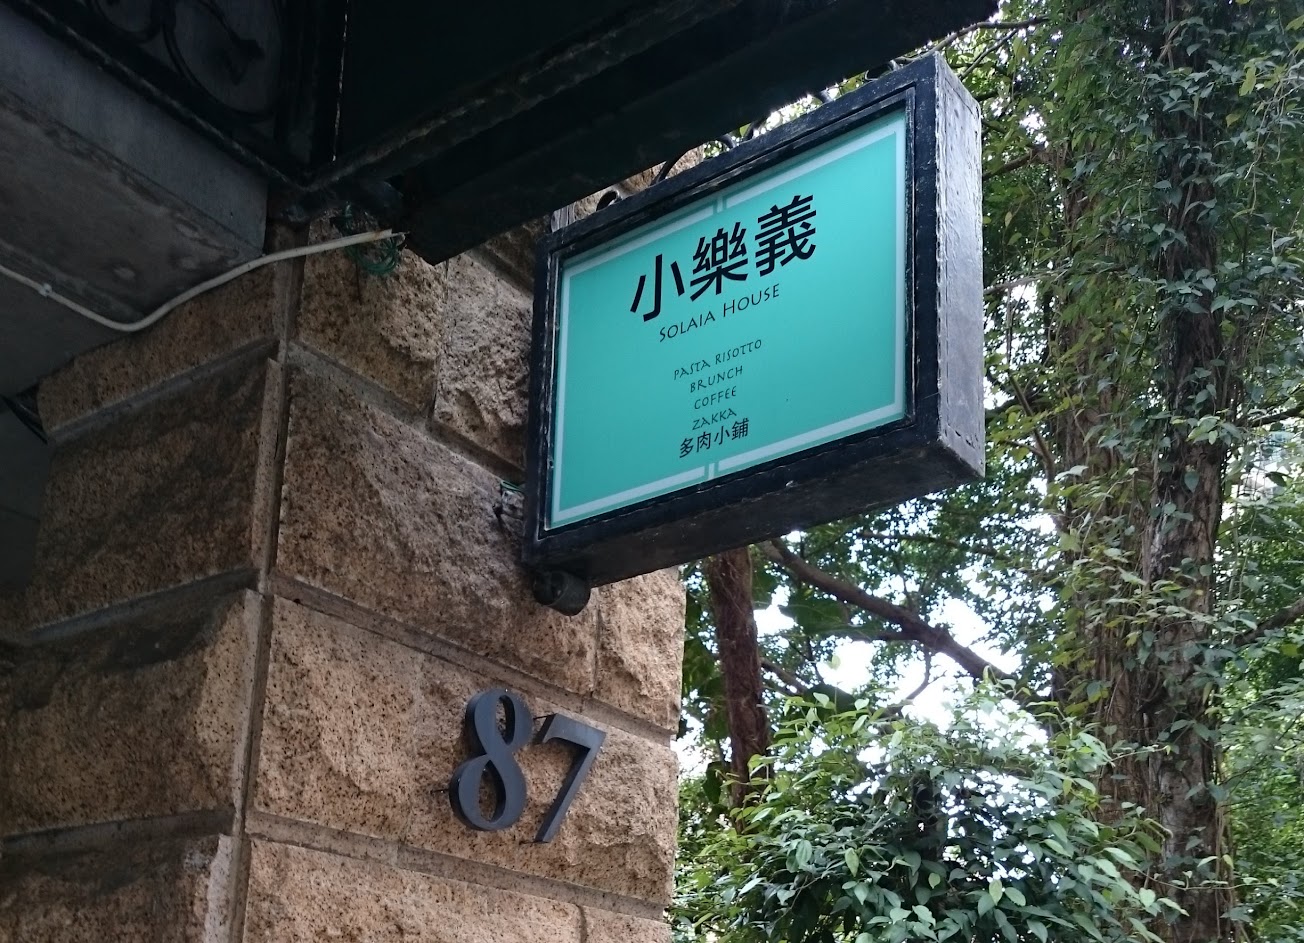 小樂義
SOLAIA HOUSE
PASTA RISOTTO
BRUNCH
COFFEE
ZAKKA
多肉小鋪
87